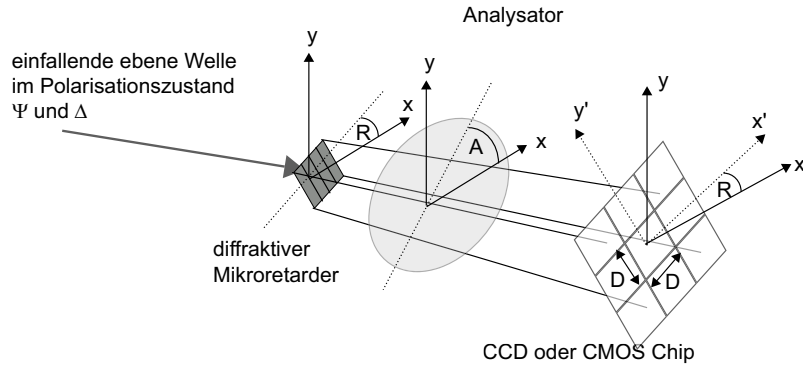 Analysator
einfallende ebene Welle
im Polarisationszustand
Ψ und Δ
y
x
R
y
x
A
y
y'
x'
x
R
D
D
diffraktiver
Mikroretarder
CCD oder CMOS Chip